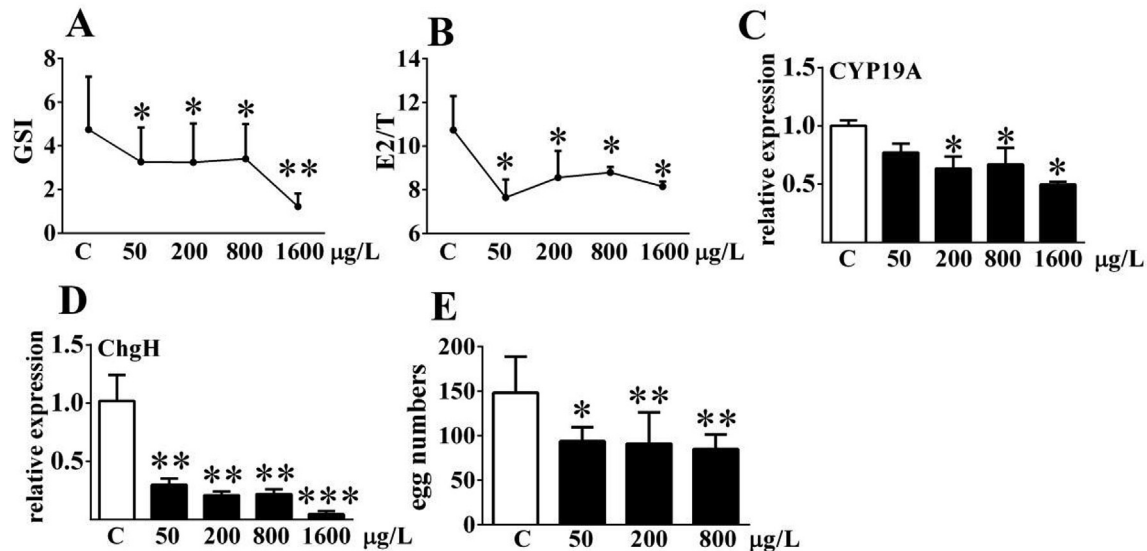 A
GSI
8
6
4
2
0
* * * **
C 50 200 800 1600 μg/L
B
E2/T
14
12
10
8
6
* * * *
C 50 200 800 1600 μg/L
C
CYP19A
relative expression
1.5
1.0
0.5
* * *
C 50 200 800 1600 μg/L
D
ChgH
relative expression
1.5
1.0
0.5
** ** ** ***
C 50 200 800 1600 μg/L
E
egg numbers
200
150
100
50
0
* ** **
C 50 200 800 μg/L